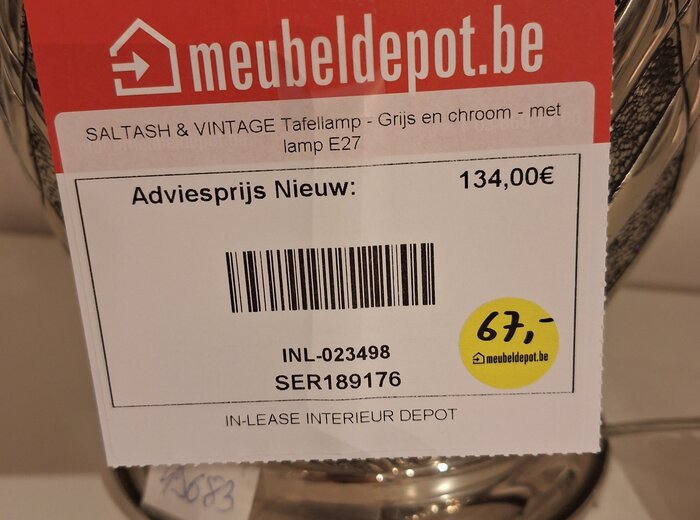 meubeldepot.be
SALTASH & VINTAGE Tafellamp - Grijs en chroom - met
lamp E27
Adviesprijs Nieuw: 134,00€
67,-
meubeldepot.be
INL-023498
SER189176
IN-LEASE INTERIEUR DEPOT